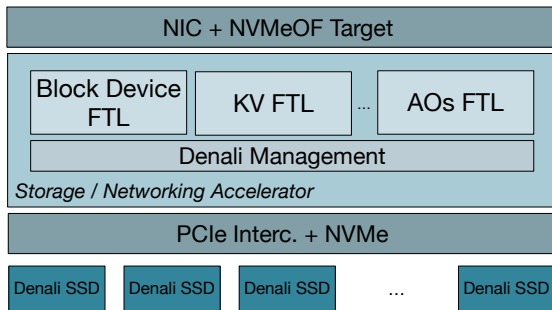 NIC + NVMeOF Target
Block Device
FTL
KV FTL
...
AOs FTL
Denali Management
Storage / Networking Accelerator
PCIe Interc. + NVMe
Denali SSD
Denali SSD
Denali SSD
...
Denali SSD